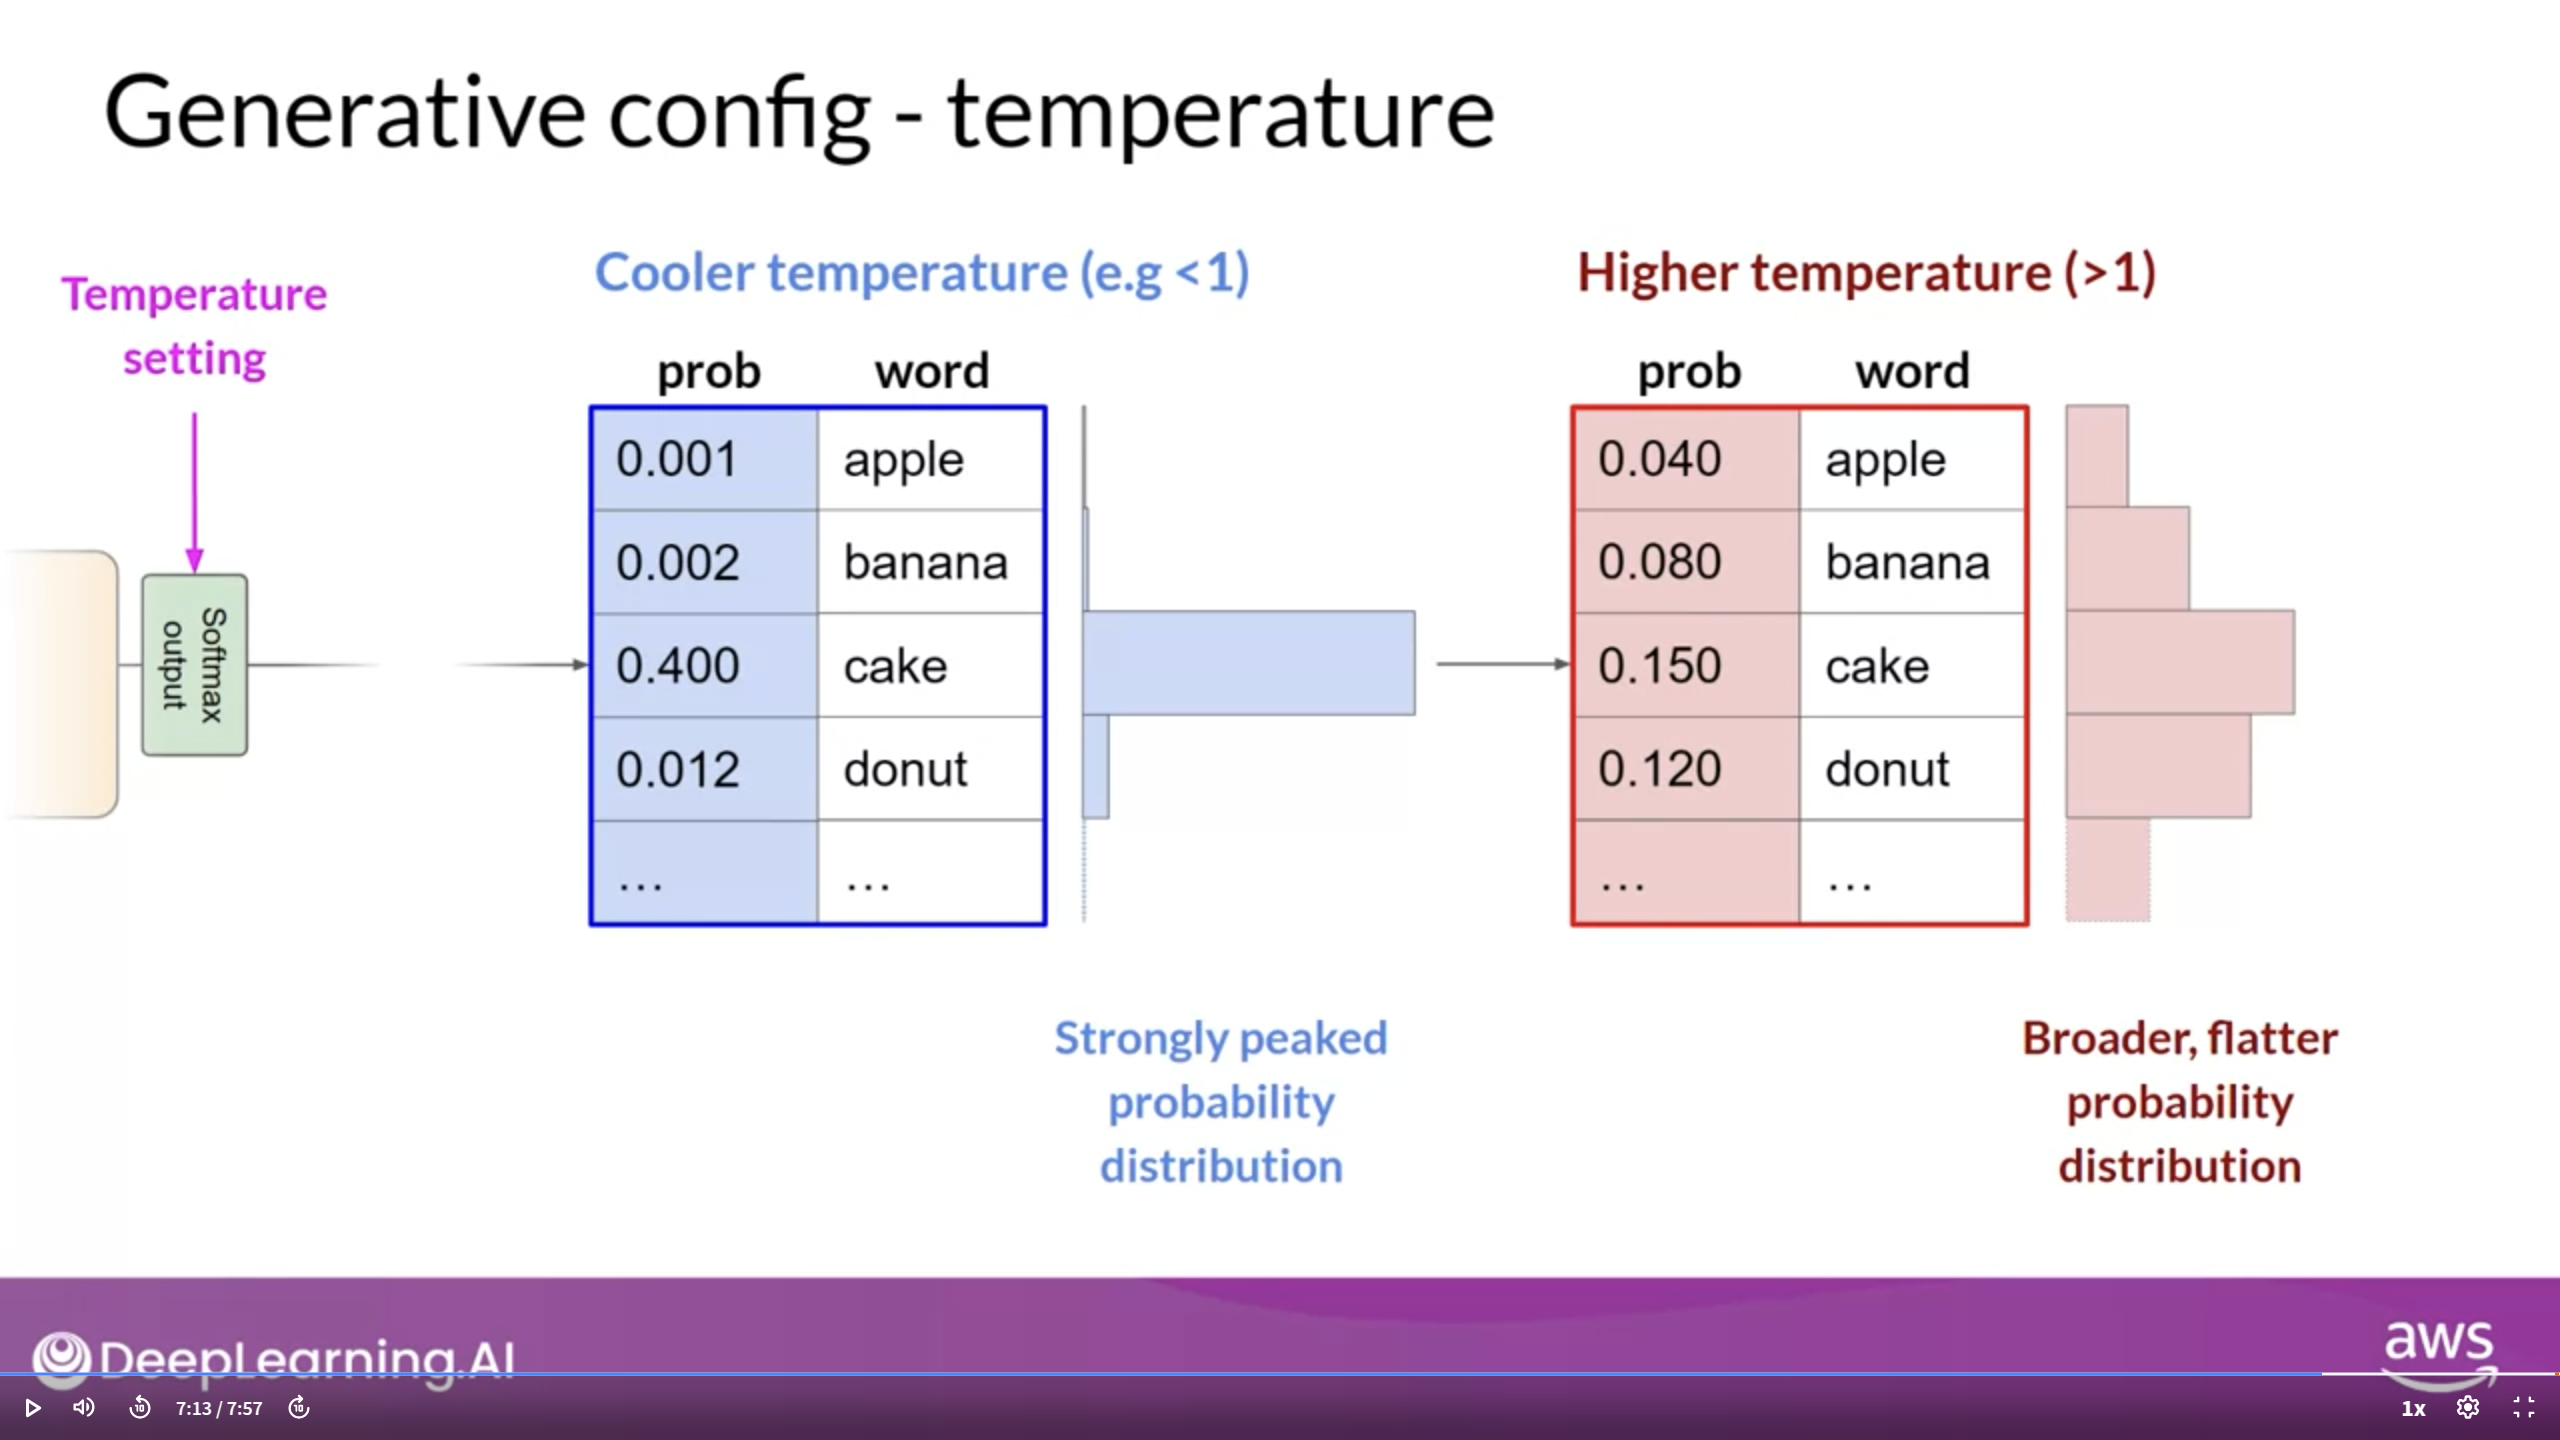 Generative config - temperature
Temperature
setting
Softmax
output
Cooler temperature (e.g <1)
prob word
0.001 apple
0.002 banana
0.400 cake
0.012 donut
... ...
Strongly peaked
probability
distribution
Higher temperature (>1)
prob word
0.040 apple
0.080 banana
0.150 cake
0.120 donut
... ...
Broader, flatter
probability
distribution
DeepLearning.AI
aws
10
7:13 / 7:57
10
1x